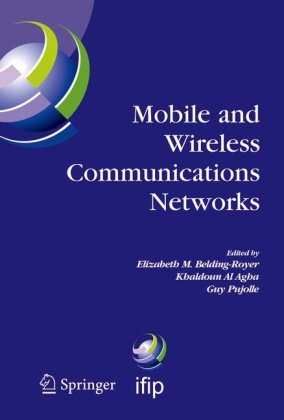 Mobile and
Wireless
Communications
Networks
Edited by
Elizabeth M. Belding-Royer
Khaldoun Al Agha
Guy Pujolle
Springer
ifip